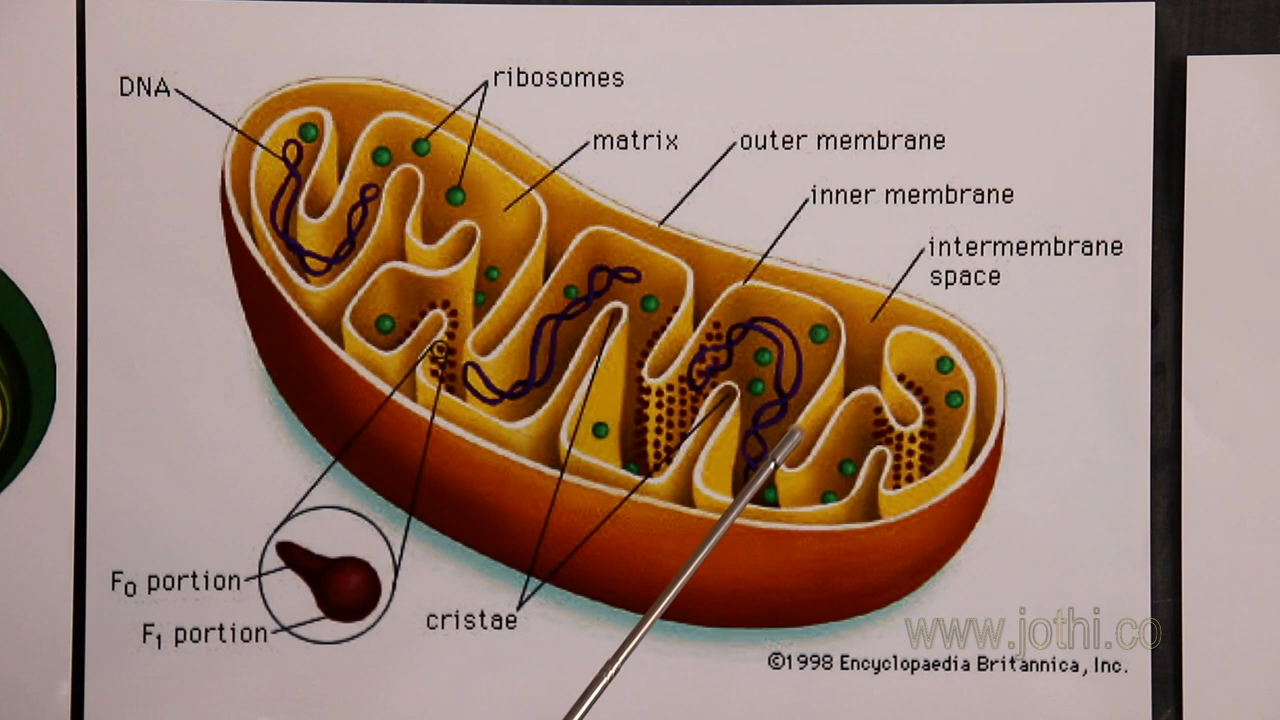 DNA
ribosomes
matrix
outer membrane
inner membrane
intermembrane
space
F₀ portion
F₁ portion
cristae
www.jothi.co
©1998 Encyclopaedia Britannica, Inc.